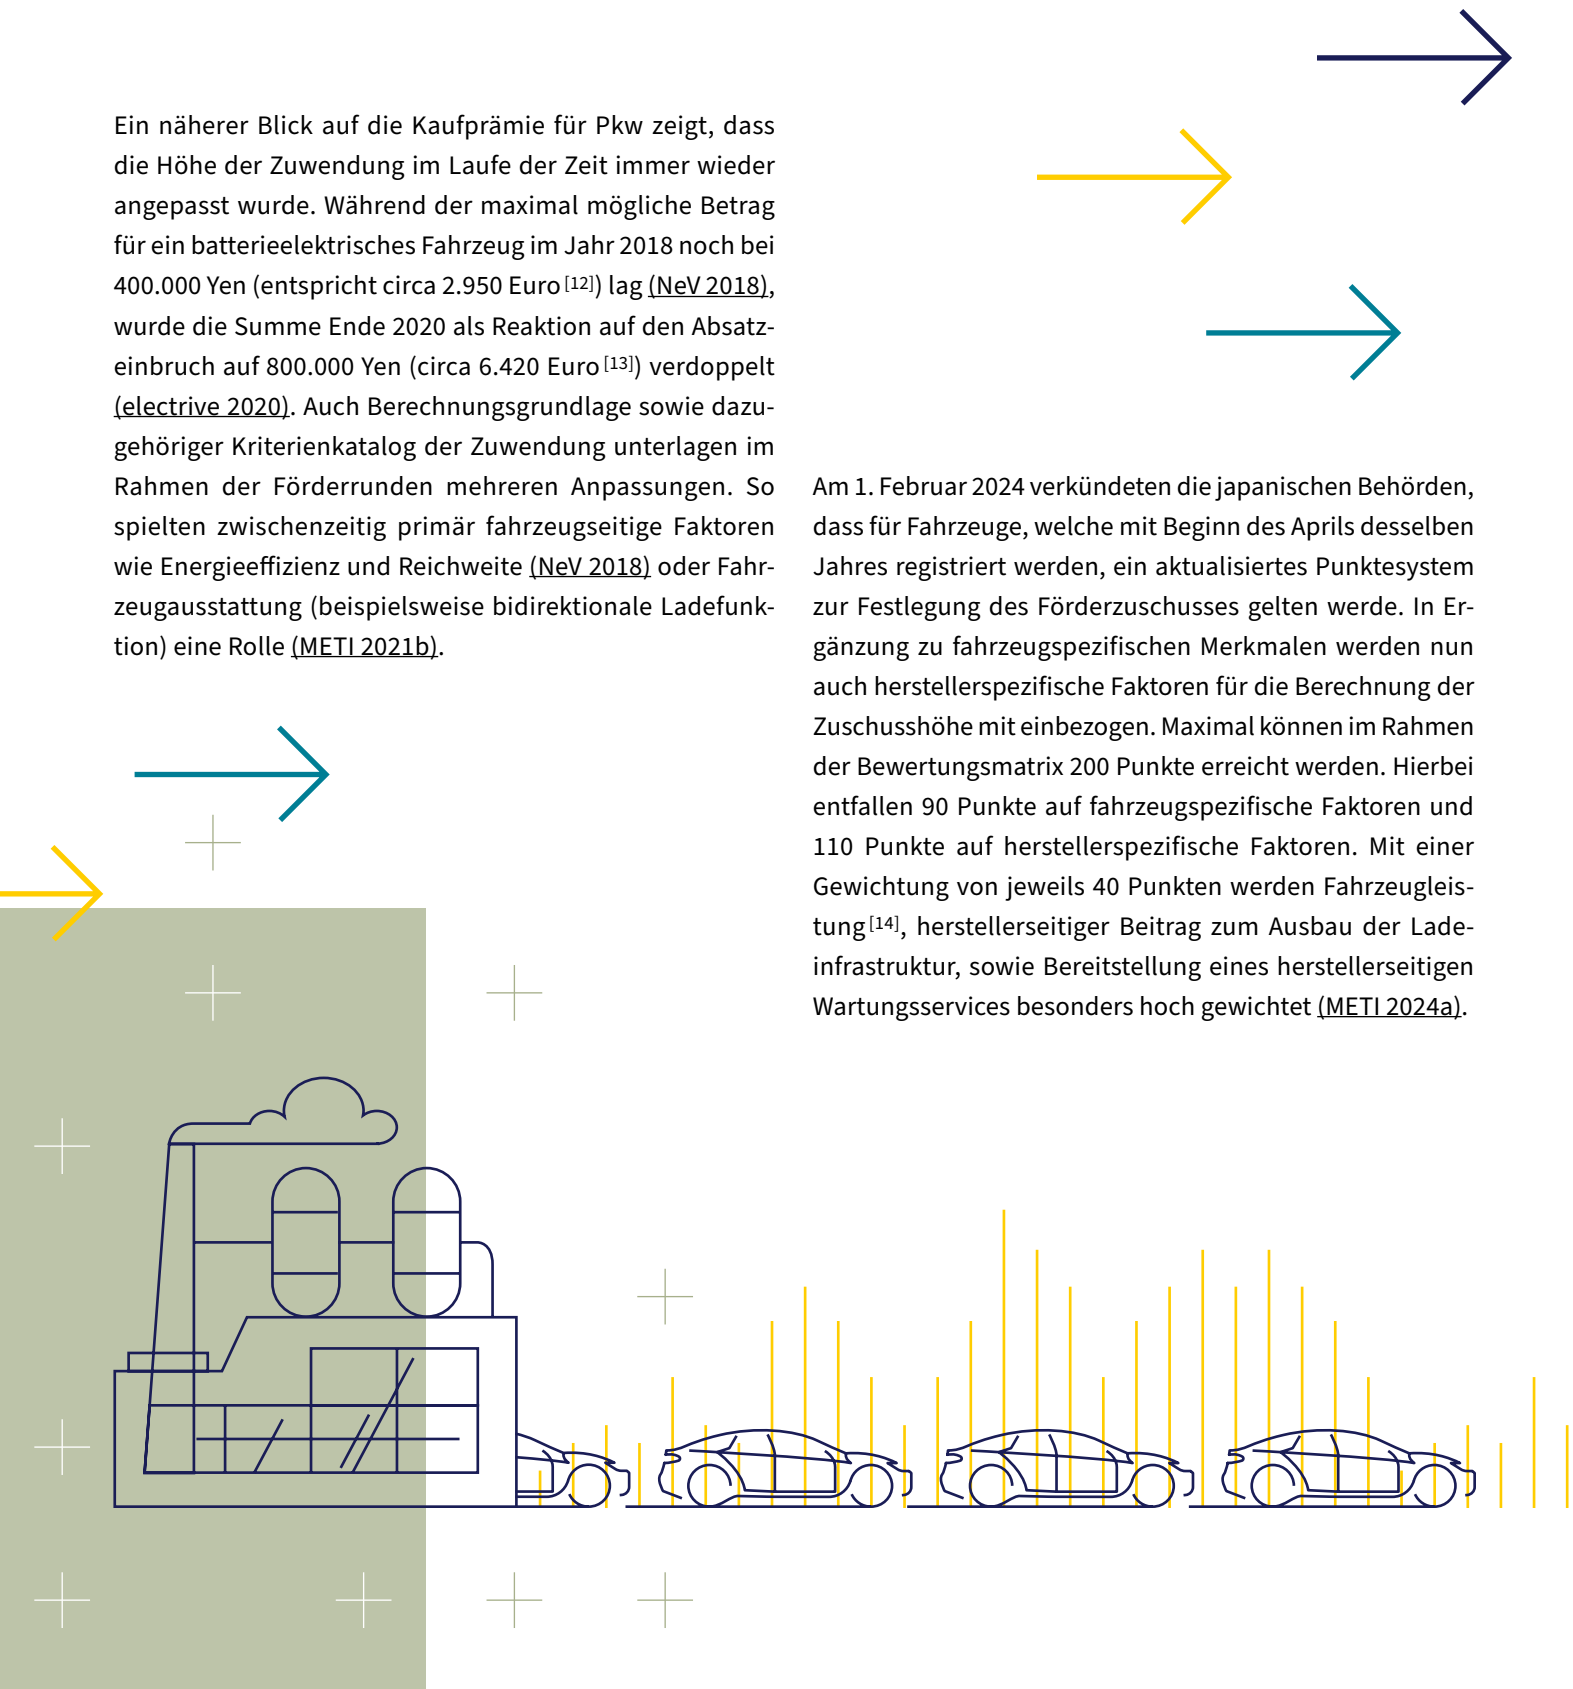 Ein näherer Blick auf die Kaufprämie für Pkw zeigt, dass
die Höhe der Zuwendung im Laufe der Zeit immer wieder
angepasst wurde. Während der maximal mögliche Betrag
für ein batterieelektrisches Fahrzeug im Jahr 2018 noch bei
400.000 Yen (entspricht circa 2.950 Euro [12]) lag (NeV 2018),
wurde die Summe Ende 2020 als Reaktion auf den Absatz-
einbruch auf 800.000 Yen (circa 6.420 Euro [13]) verdoppelt
(electrive 2020). Auch Berechnungsgrundlage sowie dazu-
gehöriger Kriterienkatalog der Zuwendung unterlagen im
Rahmen der Förderrunden mehreren Anpassungen. So
spielten zwischenzeitig primär fahrzeugseitige Faktoren
wie Energieeffizienz und Reichweite (NeV 2018) oder Fahr-
zeugausstattung (beispielsweise bidirektionale Ladefunk-
tion) eine Rolle (METI 2021b).
Am 1. Februar 2024 verkündeten die japanischen Behörden,
dass für Fahrzeuge, welche mit Beginn des Aprils desselben
Jahres registriert werden, ein aktualisiertes Punktesystem
zur Festlegung des Förderzuschusses gelten werde. In Er-
gänzung zu fahrzeugspezifischen Merkmalen werden nun
auch herstellerspezifische Faktoren für die Berechnung der
Zuschusshöhe mit einbezogen. Maximal können im Rahmen
der Bewertungsmatrix 200 Punkte erreicht werden. Hierbei
entfallen 90 Punkte auf fahrzeugspezifische Faktoren und
110 Punkte auf herstellerspezifische Faktoren. Mit einer
Gewichtung von jeweils 40 Punkten werden Fahrzeugleis-
tung [14], herstellerseitiger Beitrag zum Ausbau der Lade-
infrastruktur, sowie Bereitstellung eines herstellerseitigen
Wartungsservices besonders hoch gewichtet (METI 2024a).